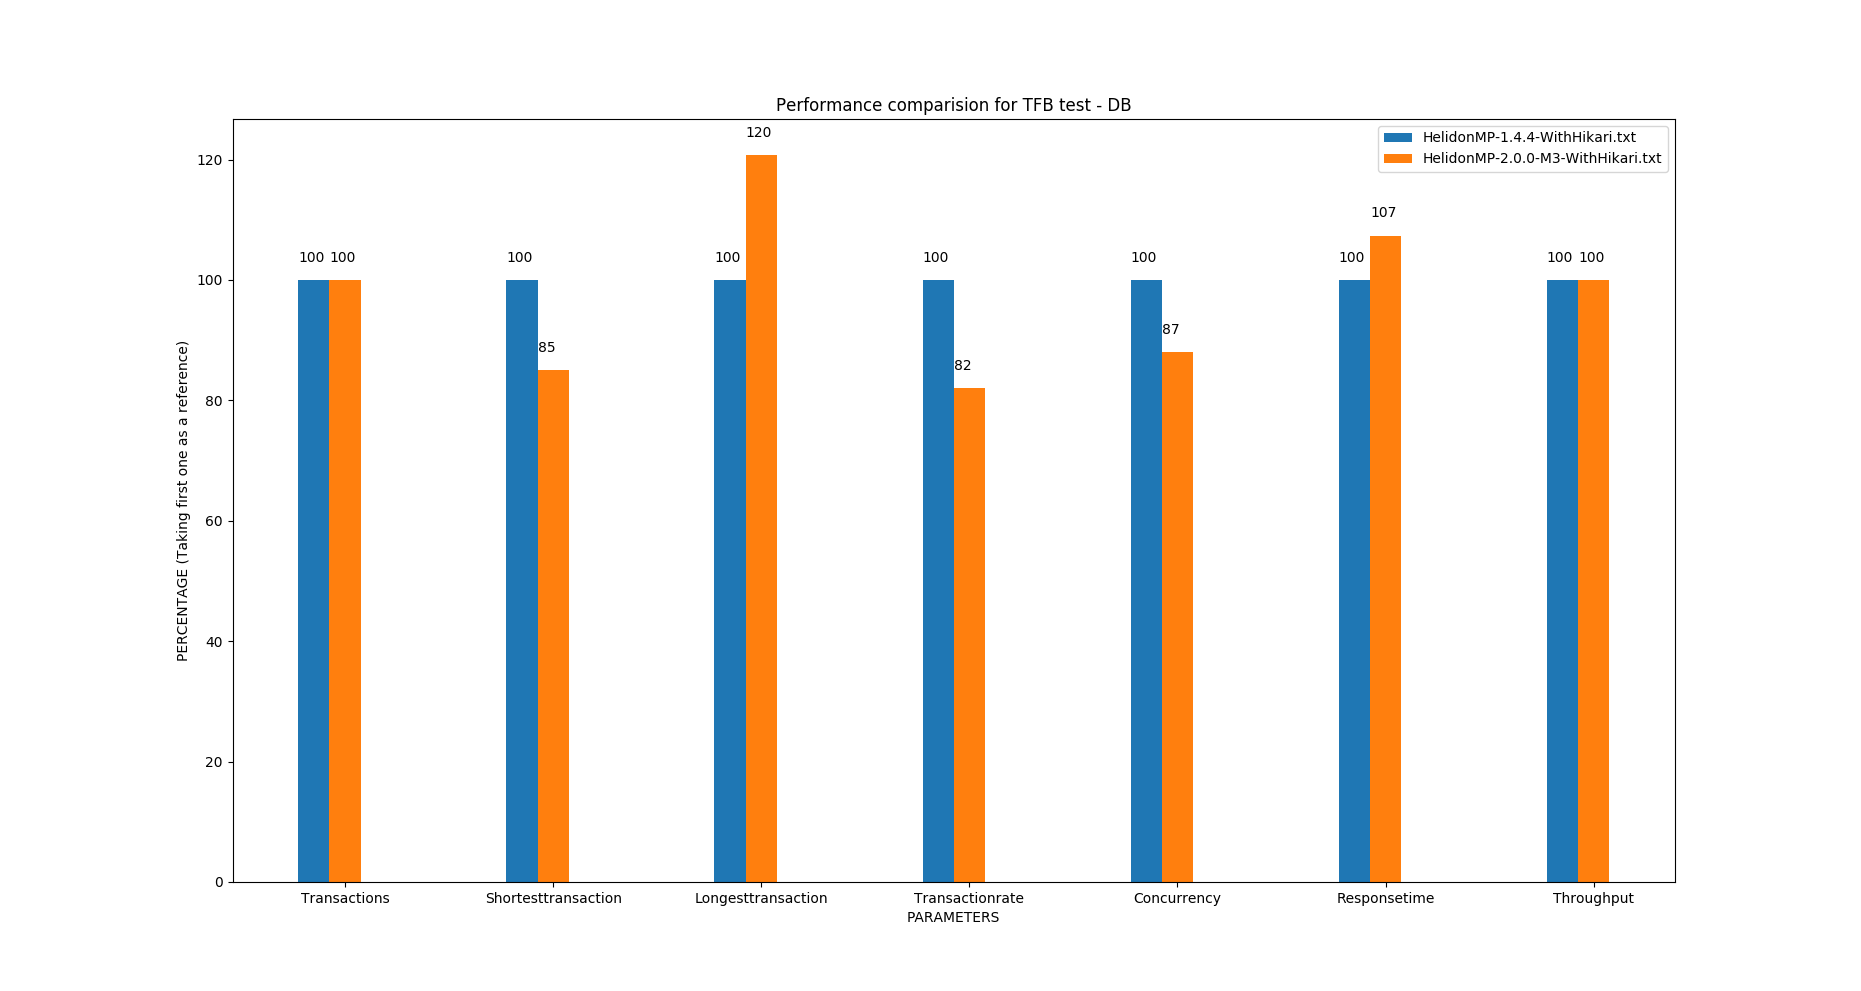 Performance comparision for TFB test - DB
HelidonMP-1.4.4-WithHikari.txt
HelidonMP-2.0.0-M3-WithHikari.txt
PERCENTAGE (Taking first one as a reference)
120
100
80
60
40
20
0
100 100
100 85
100 120
100 82
100 87
100 107
100 100
Transactions Shortesttransaction Longesttransaction Transactionrate Concurrency Responsetime Throughput
PARAMETERS